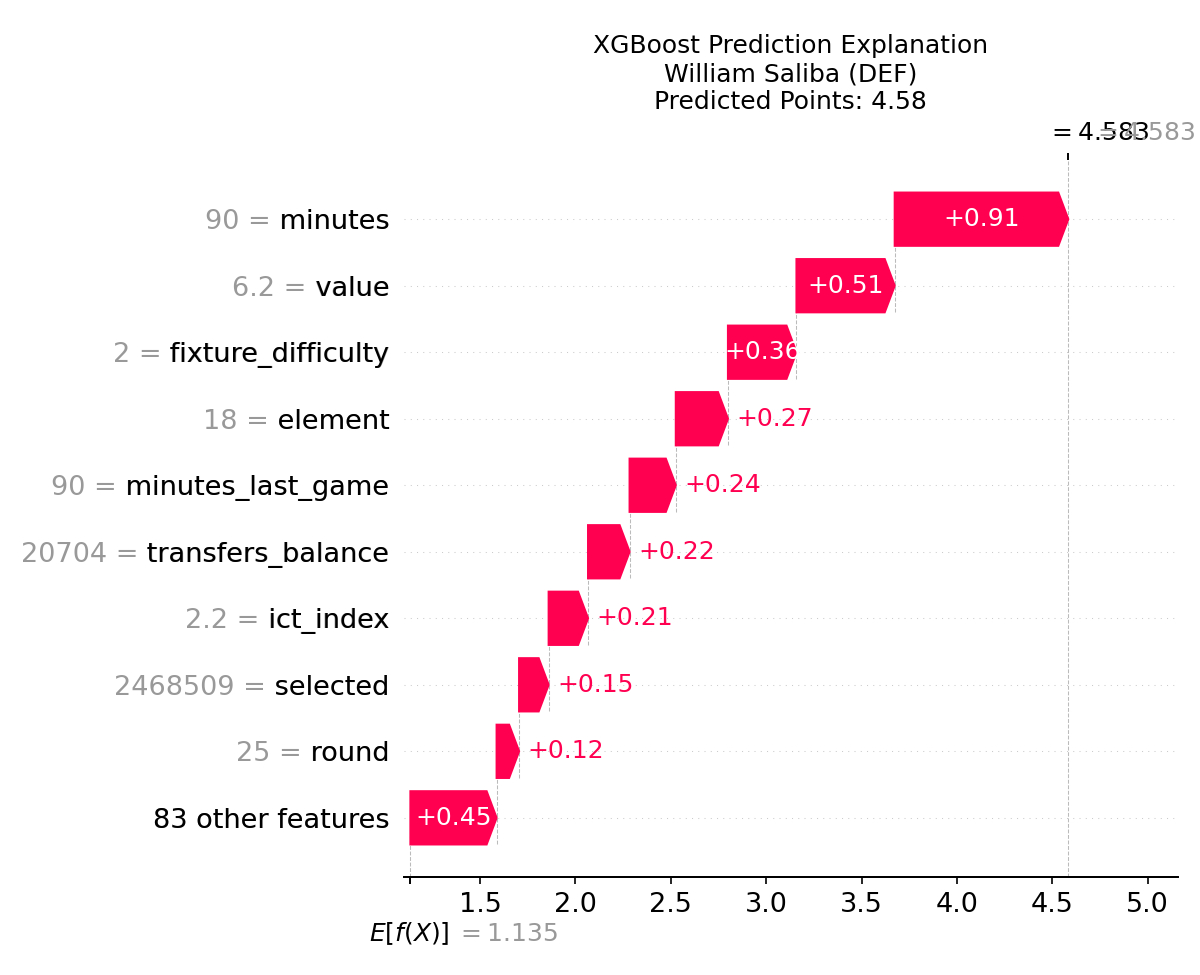 XGBoost Prediction Explanation
William Saliba (DEF)
Predicted Points: 4.58
= 4.583
90 = minutes
+0.91
6.2 = value
+0.51
2 = fixture_difficulty
+0.36
18 = element
+0.27
90 = minutes_last_game
+0.24
20704 = transfers_balance
+0.22
2.2 = ict_index
+0.21
2468509 = selected
+0.15
25 = round
+0.12
83 other features
+0.45
1.5 2.0 2.5 3.0 3.5 4.0 4.5 5.0
E[f(X)] = 1.135